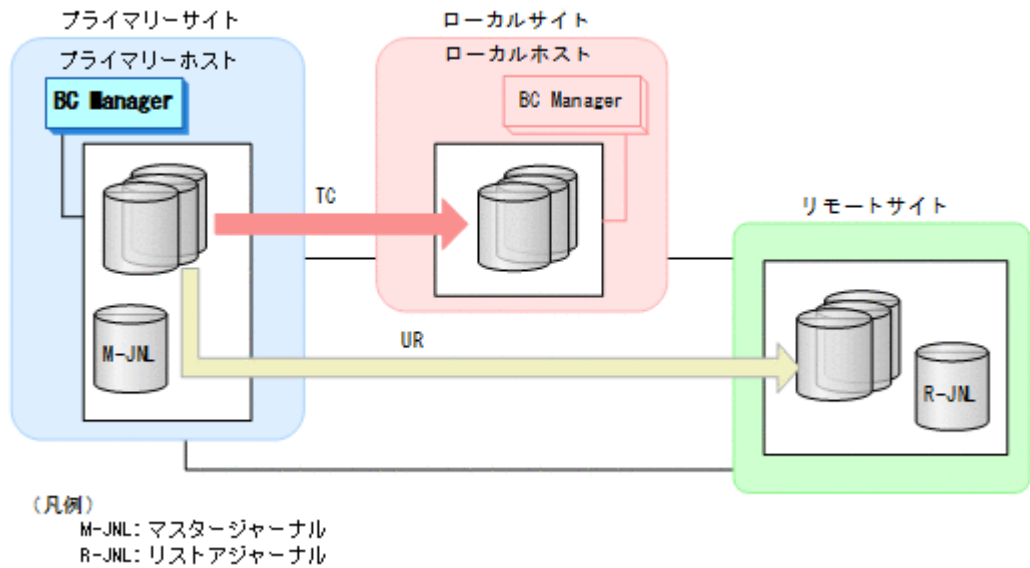 プライマリーサイト
プライマリーホスト
BC Manager
ローカルサイト
ローカルホスト
BC Manager
TC
リモートサイト
M-JNL
UR
R-JNL
(凡例)
M-JNL: マスタージャーナル
R-JNL: リストアジャーナル